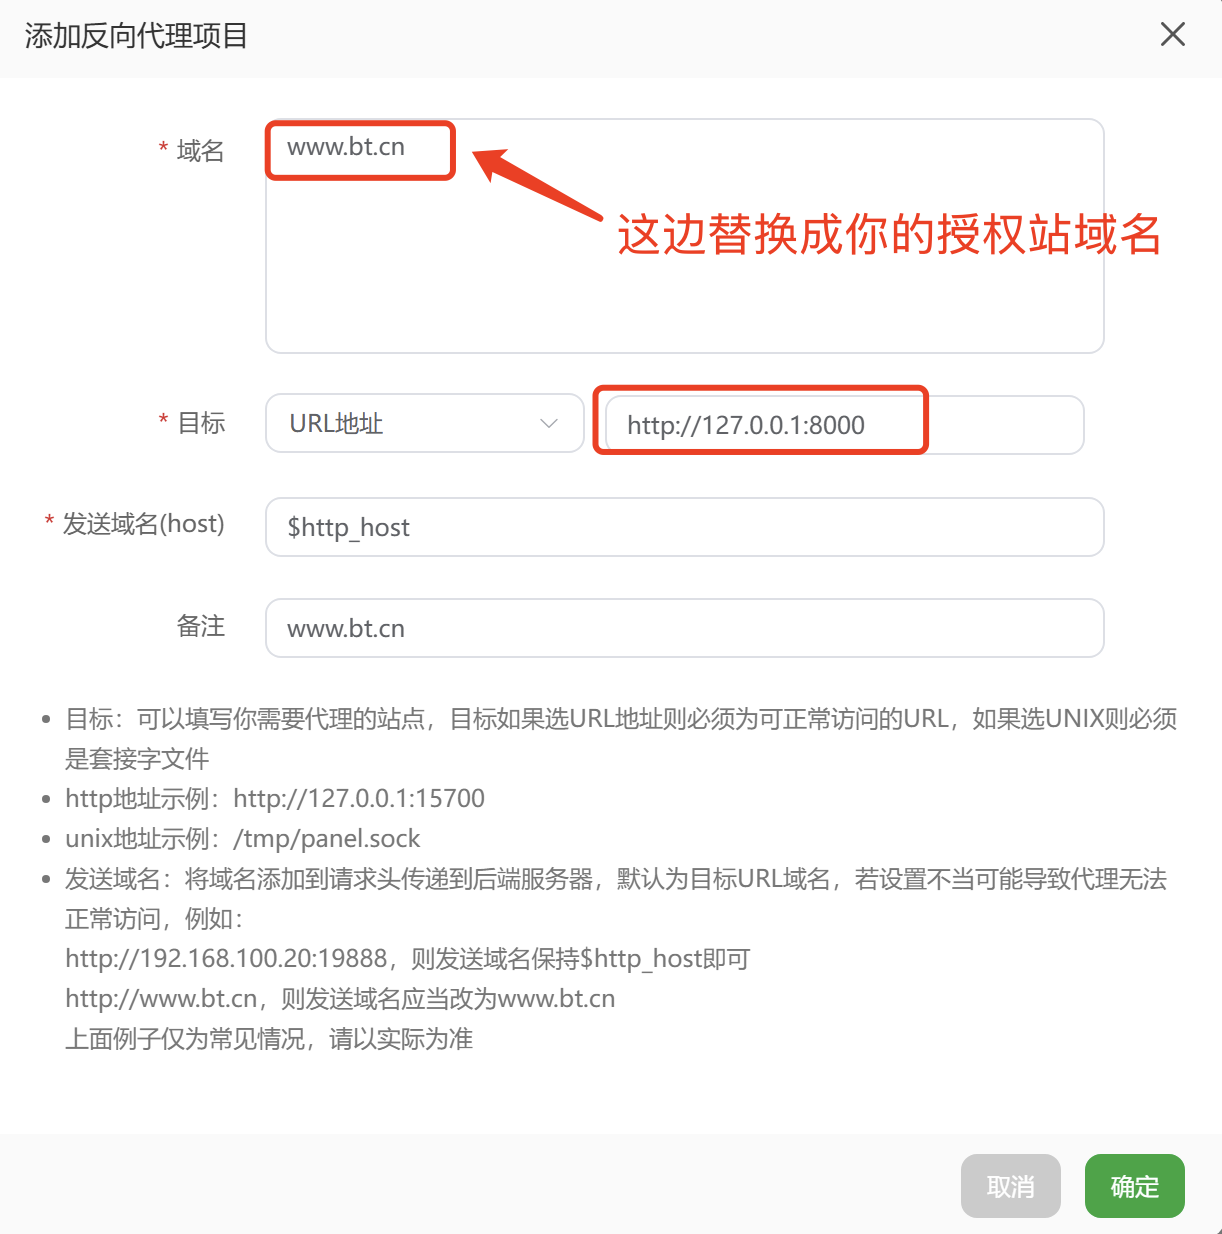 添加反向代理项目
* 域名
www.bt.cn
这边替换成你的授权站域名
* 目标
URL地址
http://127.0.0.1:8000
* 发送域名(host)
$http_host
备注
www.bt.cn
• 目标：可以填写你需要代理的站点，目标如果选URL地址则必须为可正常访问的URL，如果选UNIX则必须
是套接字文件
• http地址示例：http://127.0.0.1:15700
• unix地址示例：/tmp/panel.sock
• 发送域名：将域名添加到请求头传递到后端服务器，默认为目标URL域名，若设置不当可能导致代理无法
正常访问，例如：
http://192.168.100.20:19888，则发送域名保持$http_host即可
http://www.bt.cn，则发送域名应当改为www.bt.cn
上面例子仅为常见情况，请以实际为准
取消
确定